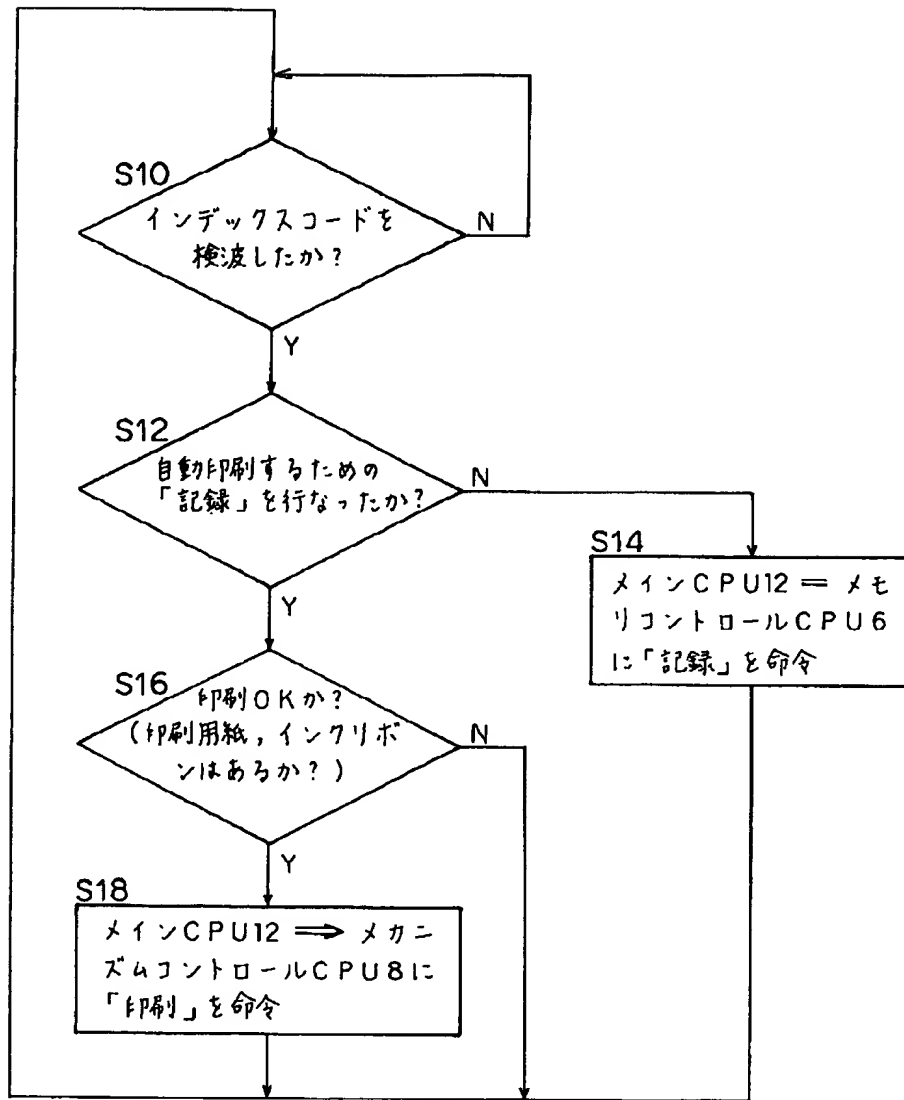 S10
インデックスコードを
検波したか？
N
Y
S12
自動印刷するための
「記録」を行なったか？
N
Y
S14
メインCPU12 ＝ メモ
リコントロールCPU6
に「記録」を命令
S16
印刷OKか？
(印刷用紙，インクリボ
ンはあるか？)
N
Y
S18
メインCPU12 ⟹ メカニ
ズムコントロールCPU8に
「印刷」を命令